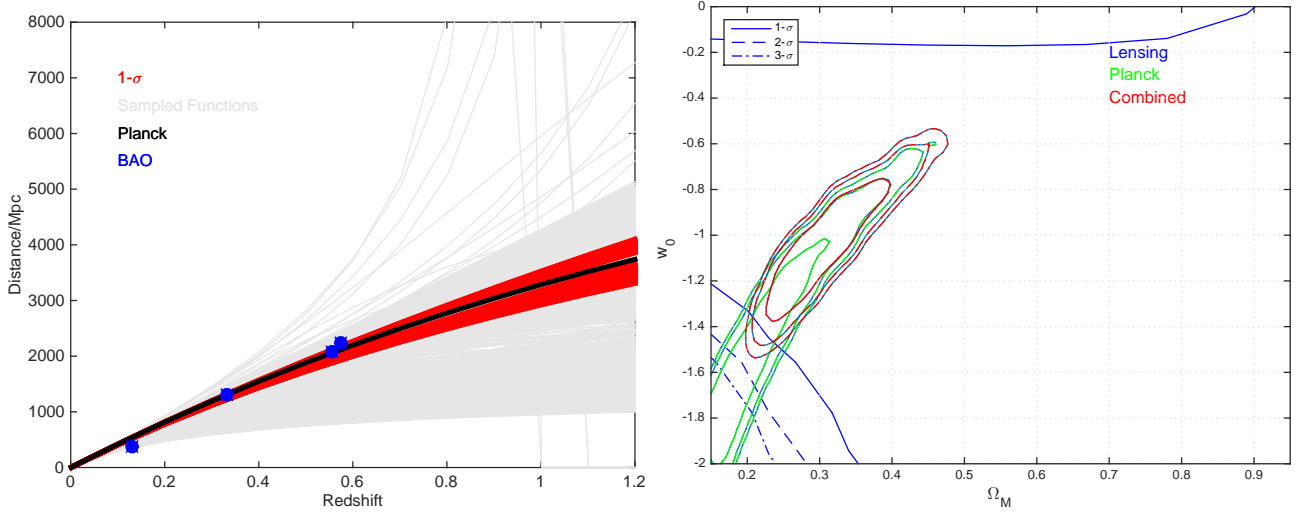 8000
7000
6000
5000
4000
3000
2000
1000
0
Distance/Mpc
1-σ
Sampled Functions
Planck
BAO
0 0.2 0.4 0.6 0.8 1 1.2
Redshift
0
-0.2
-0.4
-0.6
-0.8
-1
-1.2
-1.4
-1.6
-1.8
-2
w0
1-σ
2-σ
3-σ
Lensing
Planck
Combined
0.2 0.3 0.4 0.5 0.6 0.7 0.8 0.9
ΩM